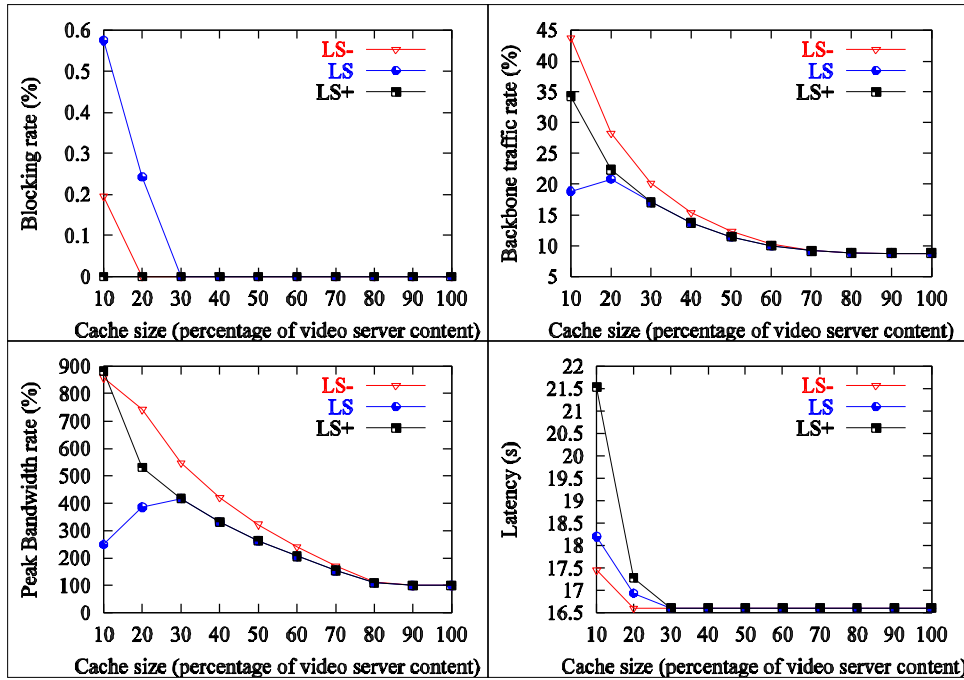 Blocking rate (%)
0.6
0.5
0.4
0.3
0.2
0.1
0
LS-
LS
LS+
10 20 30 40 50 60 70 80 90 100
Cache size (percentage of video server content)
Backbone traffic rate (%)
45
40
35
30
25
20
15
10
5
LS-
LS
LS+
10 20 30 40 50 60 70 80 90 100
Cache size (percentage of video server content)
Peak Bandwidth rate (%)
900
800
700
600
500
400
300
200
100
0
LS-
LS
LS+
10 20 30 40 50 60 70 80 90 100
Cache size (percentage of video server content)
Latency (s)
22
21.5
21
20.5
20
19.5
19
18.5
18
17.5
17
16.5
LS-
LS
LS+
10 20 30 40 50 60 70 80 90 100
Cache size (percentage of video server content)